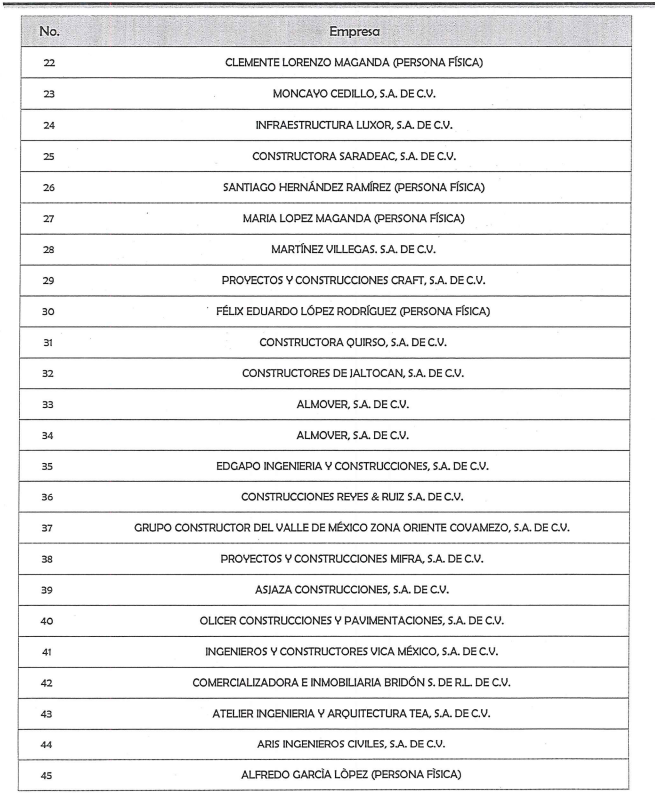 No. Empresa
22 CLEMENTE LORENZO MAGANDA (PERSONA FÍSICA)
23 MONCAYO CEDILLO, S.A. DE C.V.
24 INFRAESTRUCTURA LUXOR, S.A. DE C.V.
25 CONSTRUCTORA SARADEAC, S.A. DE C.V.
26 SANTIAGO HERNÁNDEZ RAMÍREZ (PERSONA FÍSICA)
27 MARIA LOPEZ MAGANDA (PERSONA FÍSICA)
28 MARTÍNEZ VILLEGAS. S.A. DE C.V.
29 PROYECTOS Y CONSTRUCCIONES CRAFT, S.A. DE C.V.
30 FÉLIX EDUARDO LÓPEZ RODRÍGUEZ (PERSONA FÍSICA)
31 CONSTRUCTORA QUIRSO, S.A. DE C.V.
32 CONSTRUCTORES DE JALTOCAN, S.A. DE C.V.
33 ALMOVER, S.A. DE C.V.
34 ALMOVER, S.A. DE C.V.
35 EDGAPO INGENIERIA Y CONSTRUCCIONES, S.A. DE C.V.
36 CONSTRUCCIONES REYES & RUIZ S.A. DE C.V.
37 GRUPO CONSTRUCTOR DEL VALLE DE MÉXICO ZONA ORIENTE COVAMEZO, S.A. DE C.V.
38 PROYECTOS Y CONSTRUCCIONES MIFRA, S.A. DE C.V.
39 ASJAZA CONSTRUCCIONES, S.A. DE C.V.
40 OLICER CONSTRUCCIONES Y PAVIMENTACIONES, S.A. DE C.V.
41 INGENIEROS Y CONSTRUCTORES VICA MÉXICO, S.A. DE C.V.
42 COMERCIALIZADORA E INMOBILIARIA BRIDÓN S. DE R.L. DE C.V.
43 ATELIER INGENIERIA Y ARQUITECTURA TEA, S.A. DE C.V.
44 ARIS INGENIEROS CIVILES, S.A. DE C.V.
45 ALFREDO GARCÌA LÒPEZ (PERSONA FÌSICA)